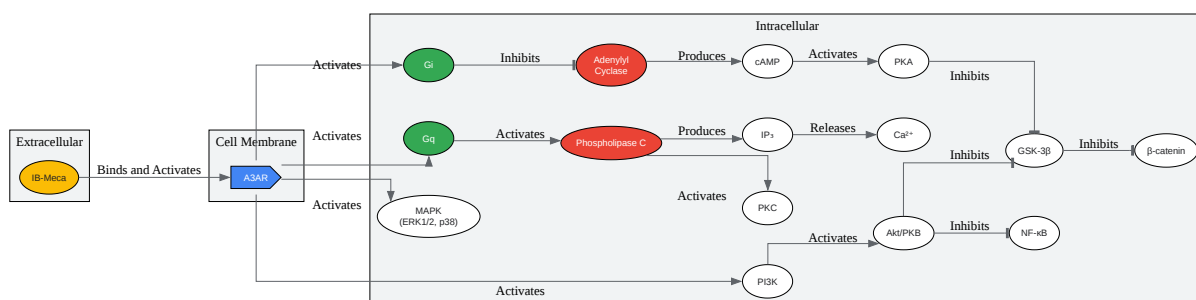 Intracellular
Activates
Gi
Inhibits
Adenylyl
Cyclase
Produces
cAMP
Activates
PKA
Inhibits
Extracellular
IB-Meca
Binds and Activates
Cell Membrane
A3AR
Activates
Gq
Activates
Phospholipase C
Produces
IP₃
Releases
Ca²⁺
Activates
PKC
Activates
MAPK
(ERK1/2, p38)
Inhibits
GSK-3β
Inhibits
β-catenin
Activates
PI3K
Activates
Akt/PKB
Inhibits
NF-κB